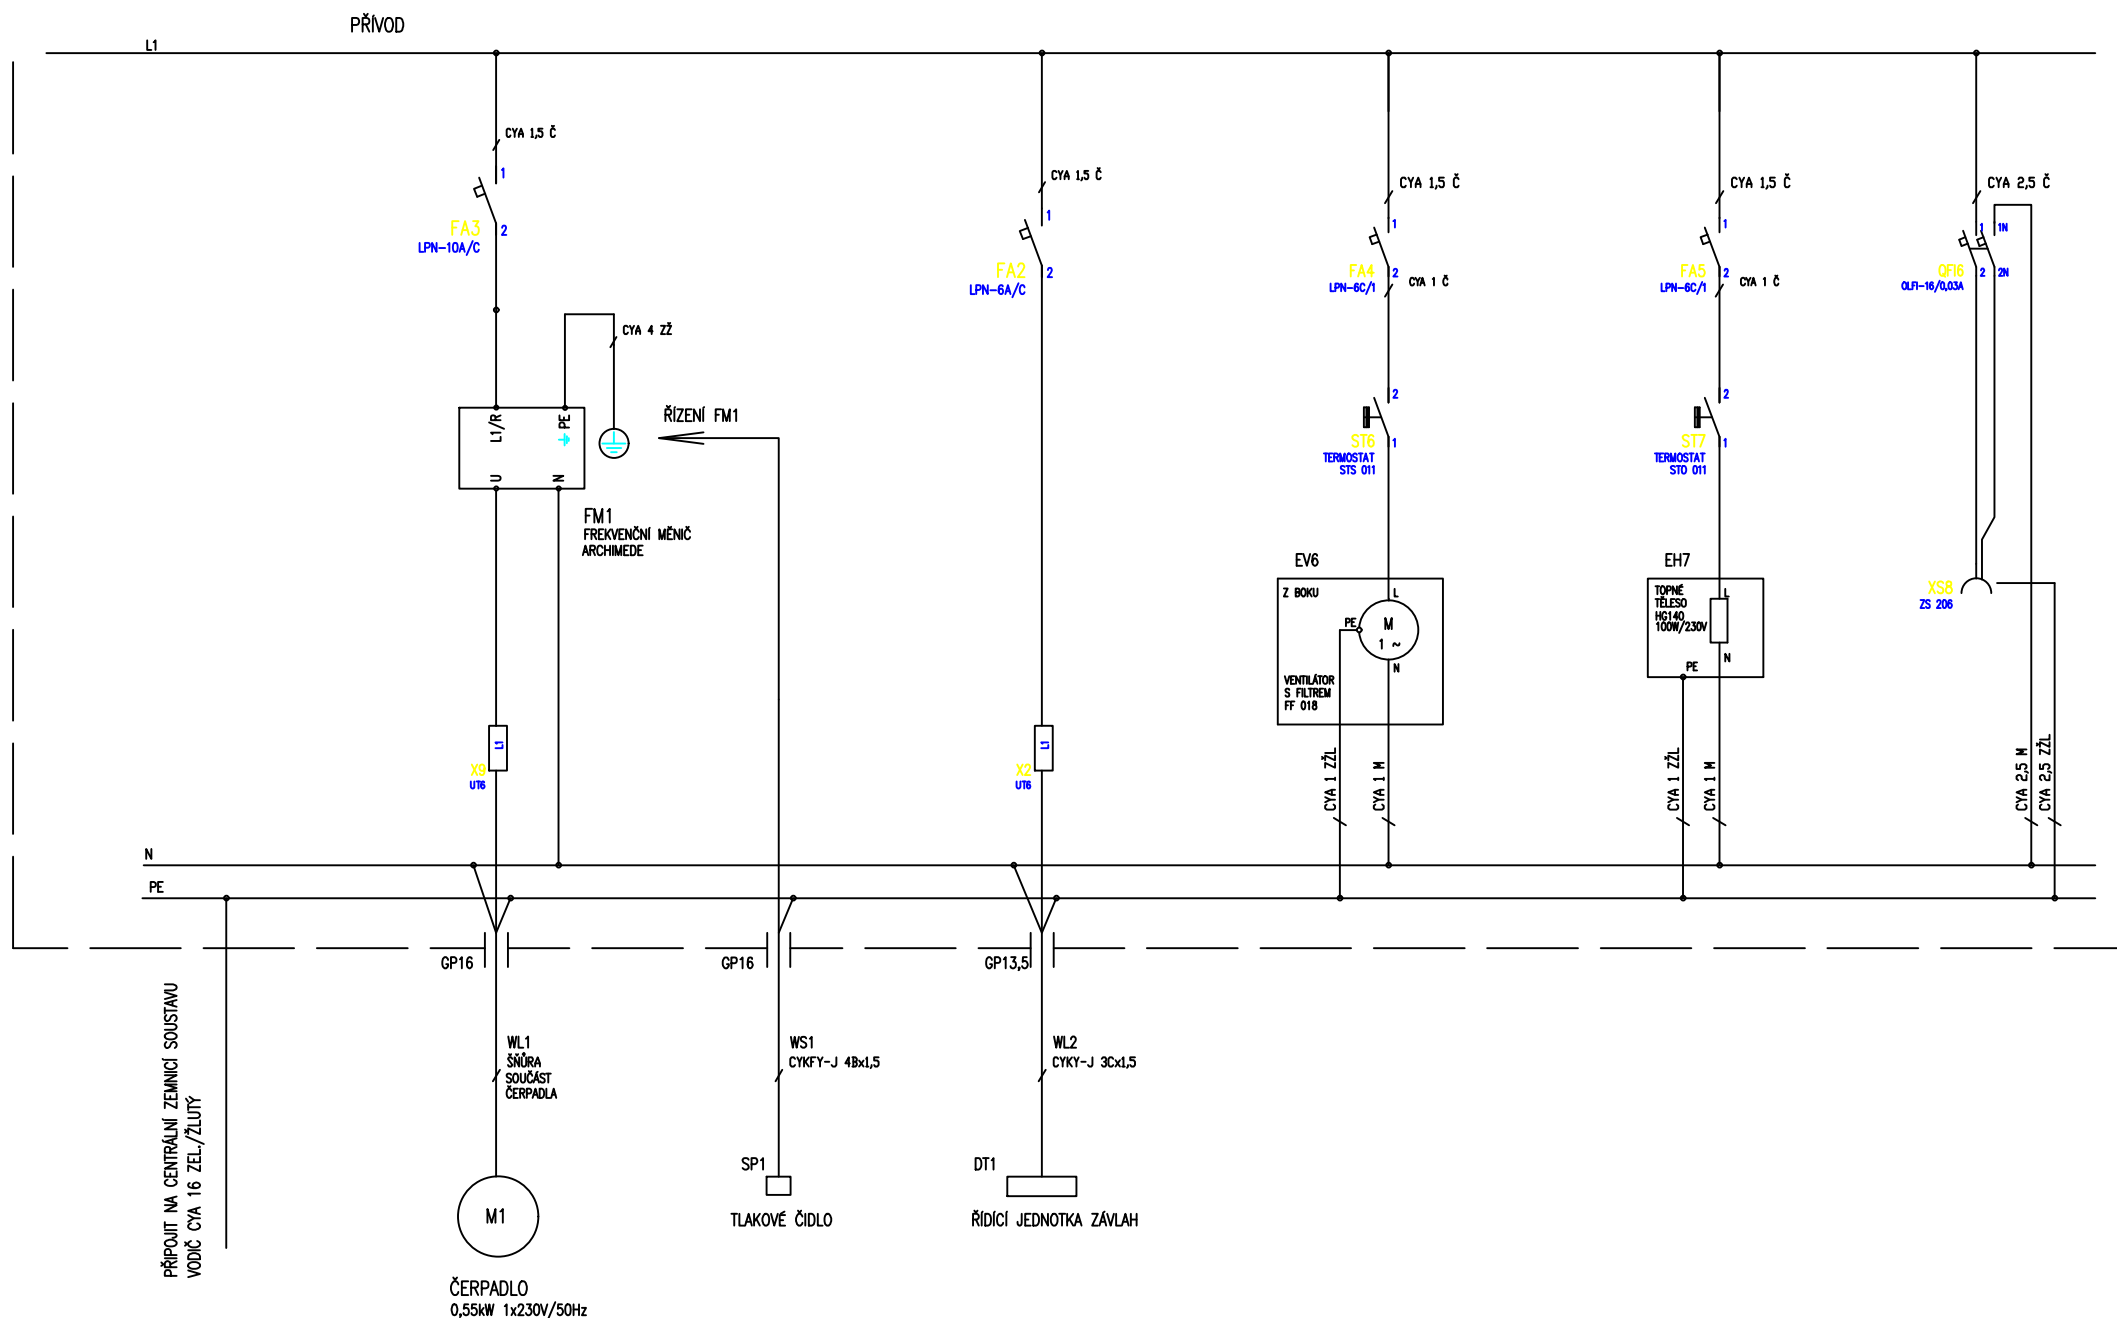 PŘÍVOD
L1
CYA 1,5 Č
1
FA3
2
LPN-10A/C
CYA 4 ZŽ
L1/R
PE
U
N
ŘÍZENÍ FM1
FM1
FREKVENČNÍ MĚNIČ
ARCHIMEDE
L1
X9
UT6
CYA 1,5 Č
1
FA2
2
LPN-6A/C
L1
X2
UT6
CYA 1,5 Č
1
FA4
2
LPN-6C/1
CYA 1 Č
2
ST6
1
TERMOSTAT
STS 011
EV6
Z BOKU
L
PE
M
1 ~
N
VENTILÁTOR
S FILTREM
FF 018
CYA 1 ZŽL
CYA 1 M
CYA 1,5 Č
1
FA5
2
LPN-6C/1
CYA 1 Č
2
ST7
1
TERMOSTAT
STO 011
EH7
TOPNÉ
TĚLESO
HG140
100W/230V
L
N
PE
CYA 1 ZŽL
CYA 1 M
CYA 2,5 Č
1
1N
QFI6
2
2N
OLFI-16/0,03A
XS8
ZS 206
CYA 2,5 M
CYA 2,5 ZŽL
N
PE
GP16
GP16
GP13,5
PŘIPOJIT NA CENTRÁLNÍ ZEMNICÍ SOUSTAVU
VODIČ CYA 16 ZEL./ŽLUTÝ
WL1
ŠŇŮRA
SOUČÁST
ČERPADLA
WS1
CYKFY-J 4Bx1,5
WL2
CYKY-J 3Cx1,5
M1
ČERPADLO
0,55kW 1x230V/50Hz
SP1
TLAKOVÉ ČIDLO
DT1
ŘÍDÍCÍ JEDNOTKA ZÁVLAH